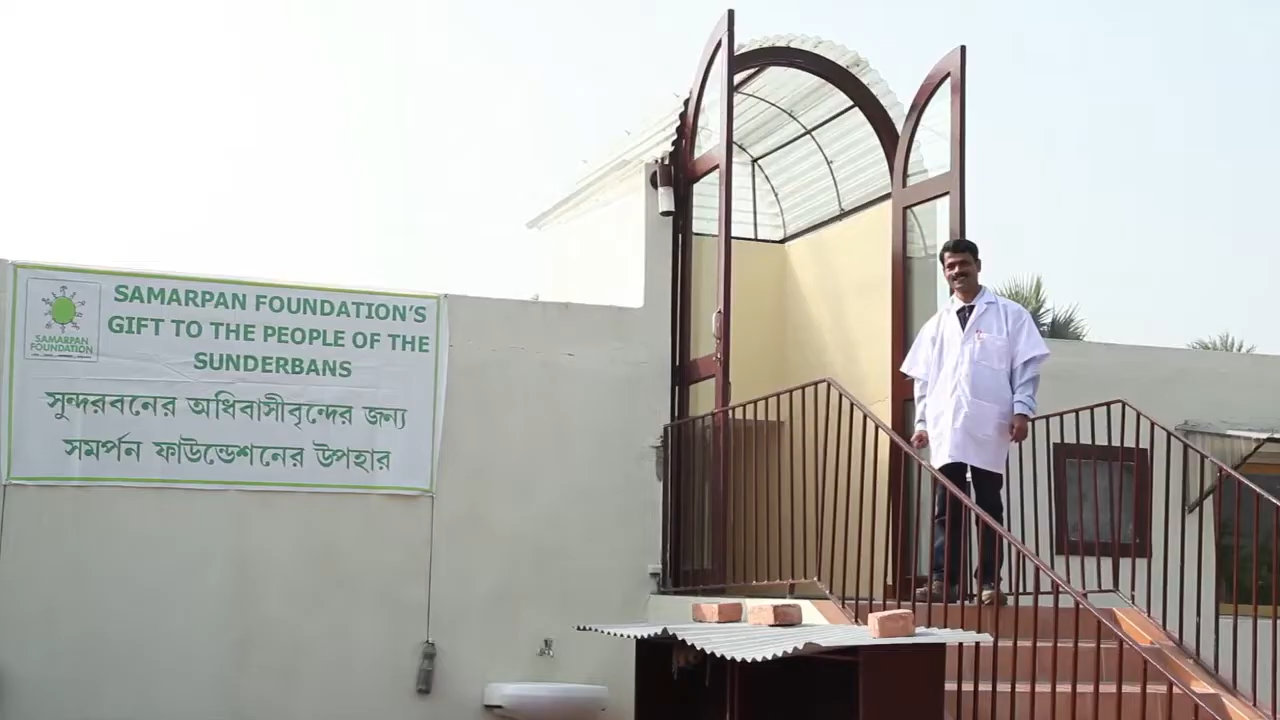 SAMARPAN FOUNDATION'S
GIFT TO THE PEOPLE OF THE
SUNDERBANS
সুন্দরবনের অধিবাসীবৃন্দের জন্য
সমর্পন ফাউন্ডেশনের উপহার
SAMARPAN
FOUNDATION